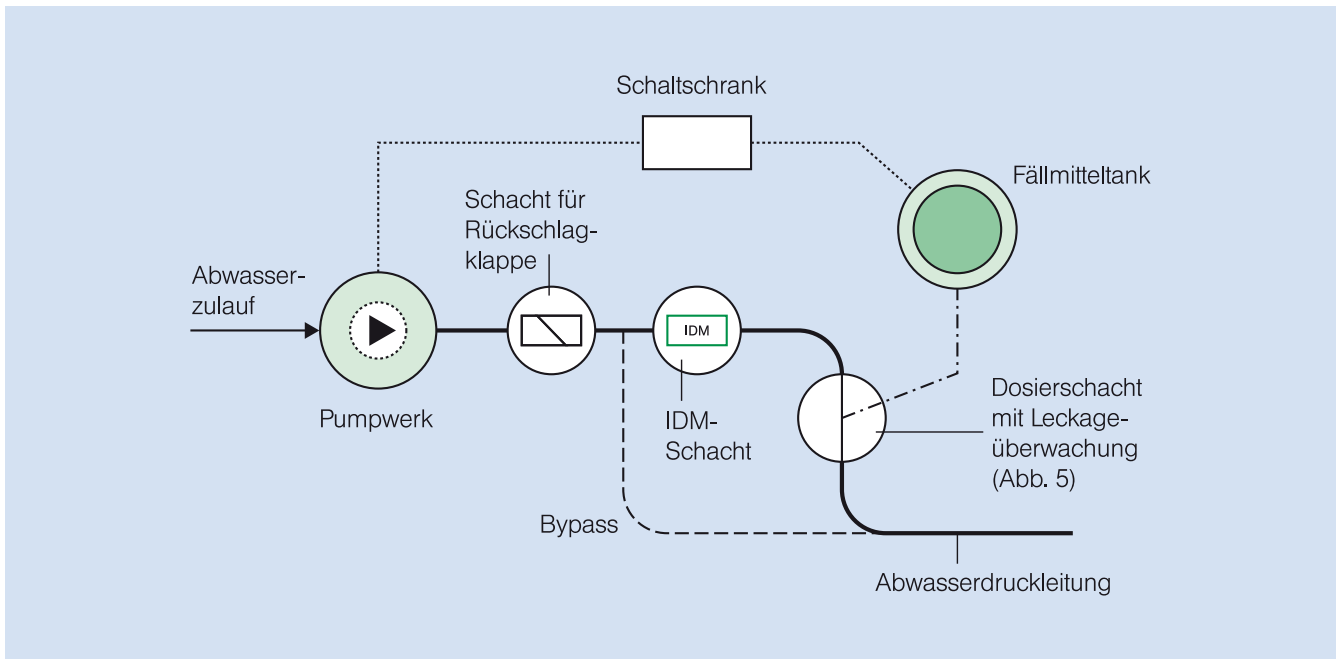 Schaltschrank
Fällmitteltank
Schacht für
Rückschlag-
klappe
Abwasser-
zulauf
IDM
Pumpwerk
IDM-
Schacht
Dosierschacht
mit Leckage-
überwachung
(Abb. 5)
Bypass
Abwasserdruckleitung